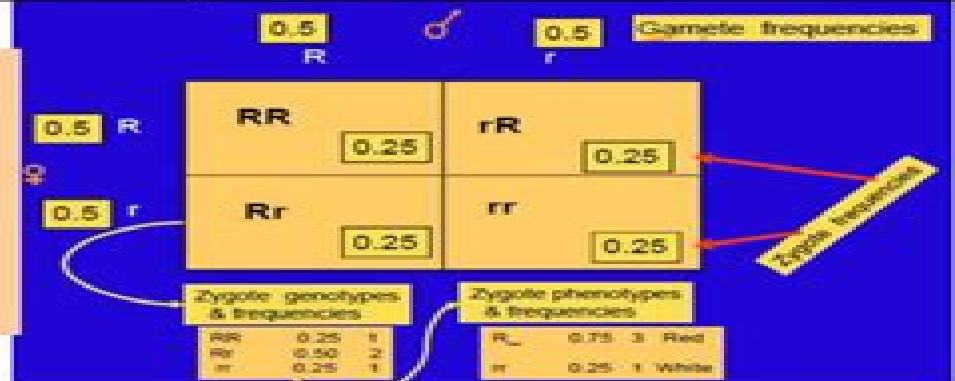 0.5 ♂ 0.5 Gamete frequencies
R r
RR rR
0.5 R
0.25 0.25
♀
0.5 r Rr rr
0.25 0.25
Zygote frequencies
Zygote genotypes
& frequencies
Zygote phenotypes
& frequencies
RR 0.25 1
Rr 0.50 2
rr 0.25 1
R_ 0.75 3 Red
rr 0.25 1 White